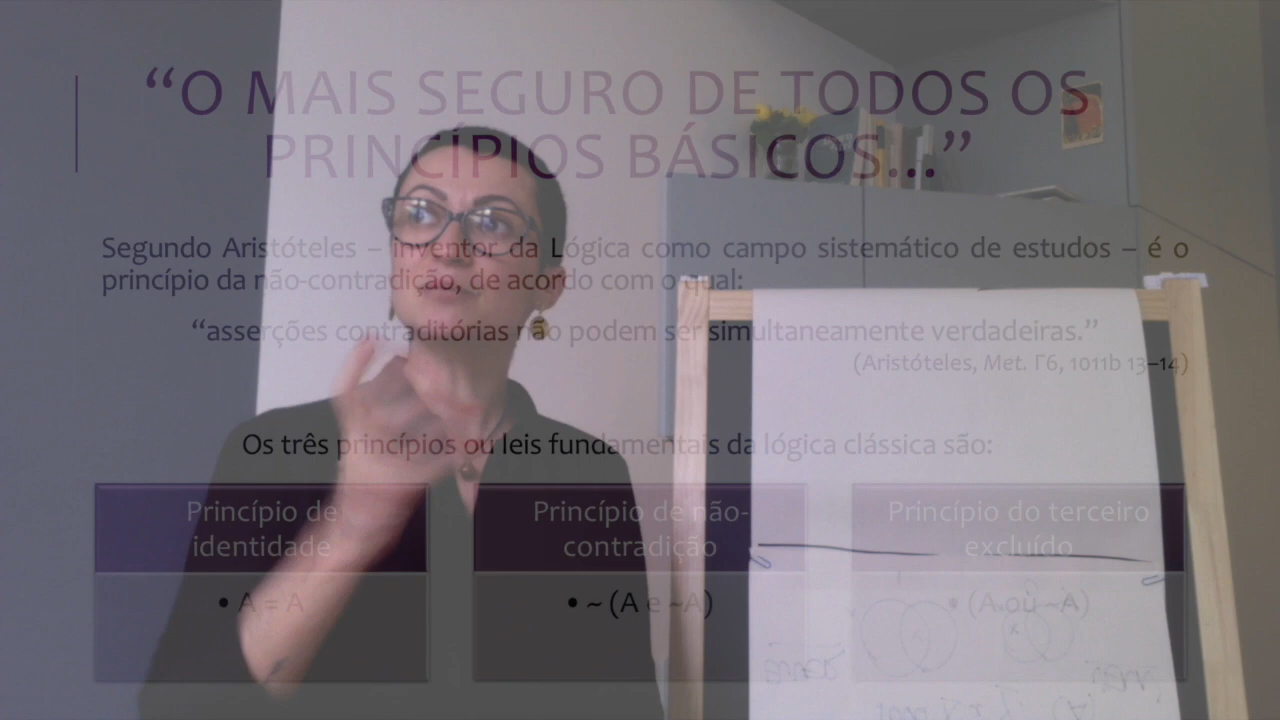 “O MAIS SEGURO DE TODOS OS
PRINCÍPIOS BÁSICOS...”
Segundo Aristóteles – inventor da Lógica como campo sistemático de estudos – é o
princípio da não-contradição, de acordo com o qual:
“asserções contraditórias não podem ser simultaneamente verdadeiras.”
(Aristóteles, Met. Γ6, 1011b 13–14)
Os três princípios ou leis fundamentais da lógica clássica são:
Princípio de
identidade
• A = A
Princípio de não-
contradição
• ~ (A e ~A)
Princípio do terceiro
excluído
• (A ou ~A)